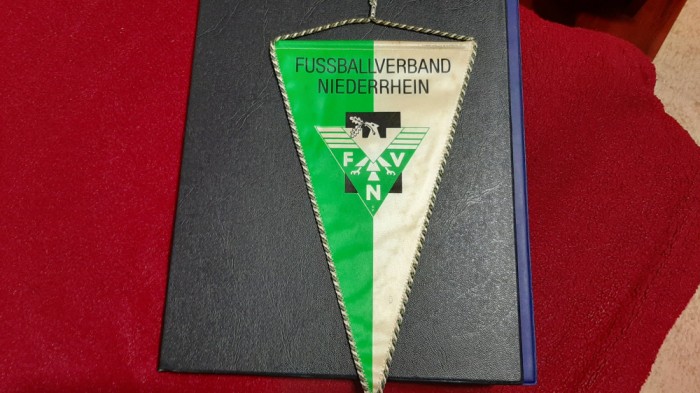 FUSSBALLVERBAND
NIEDERRHEIN
F V
N